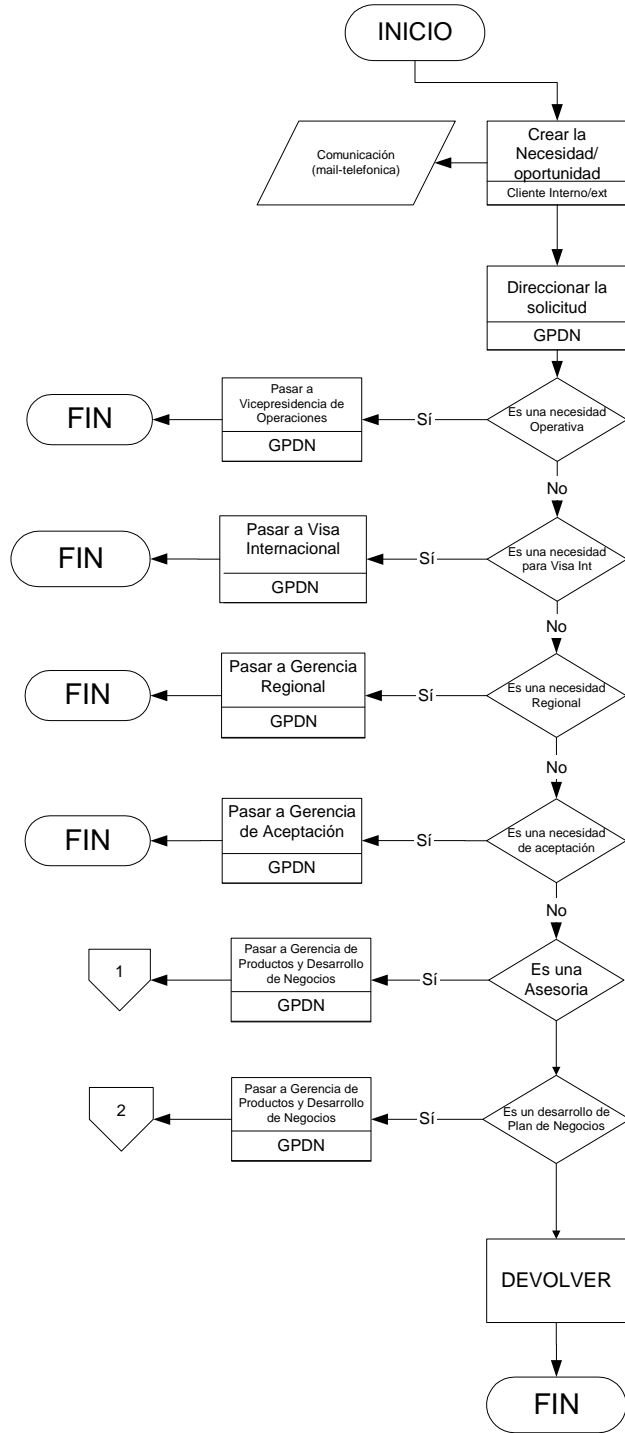 INICIO
Crear la
Necesidad/
oportunidad
Cliente Interno/ext
Comunicación
(mail-telefonica)
Direccionar la
solicitud
GPDN
Es una necesidad
Operativa
Sí
Pasar a
Vicepresidencia de
Operaciones
GPDN
FIN
No
Es una necesidad
para Visa Int
Sí
Pasar a Visa
Internacional
GPDN
FIN
No
Es una necesidad
Regional
Sí
Pasar a Gerencia
Regional
GPDN
FIN
No
Es una necesidad
de aceptación
Sí
Pasar a Gerencia
de Aceptación
GPDN
FIN
No
Es una
Asesoria
Sí
Pasar a Gerencia de
Productos y Desarrollo
de Negocios
GPDN
1
Es un desarrollo de
Plan de Negocios
Sí
Pasar a Gerencia de
Productos y Desarrollo
de Negocios
GPDN
2
DEVOLVER
FIN